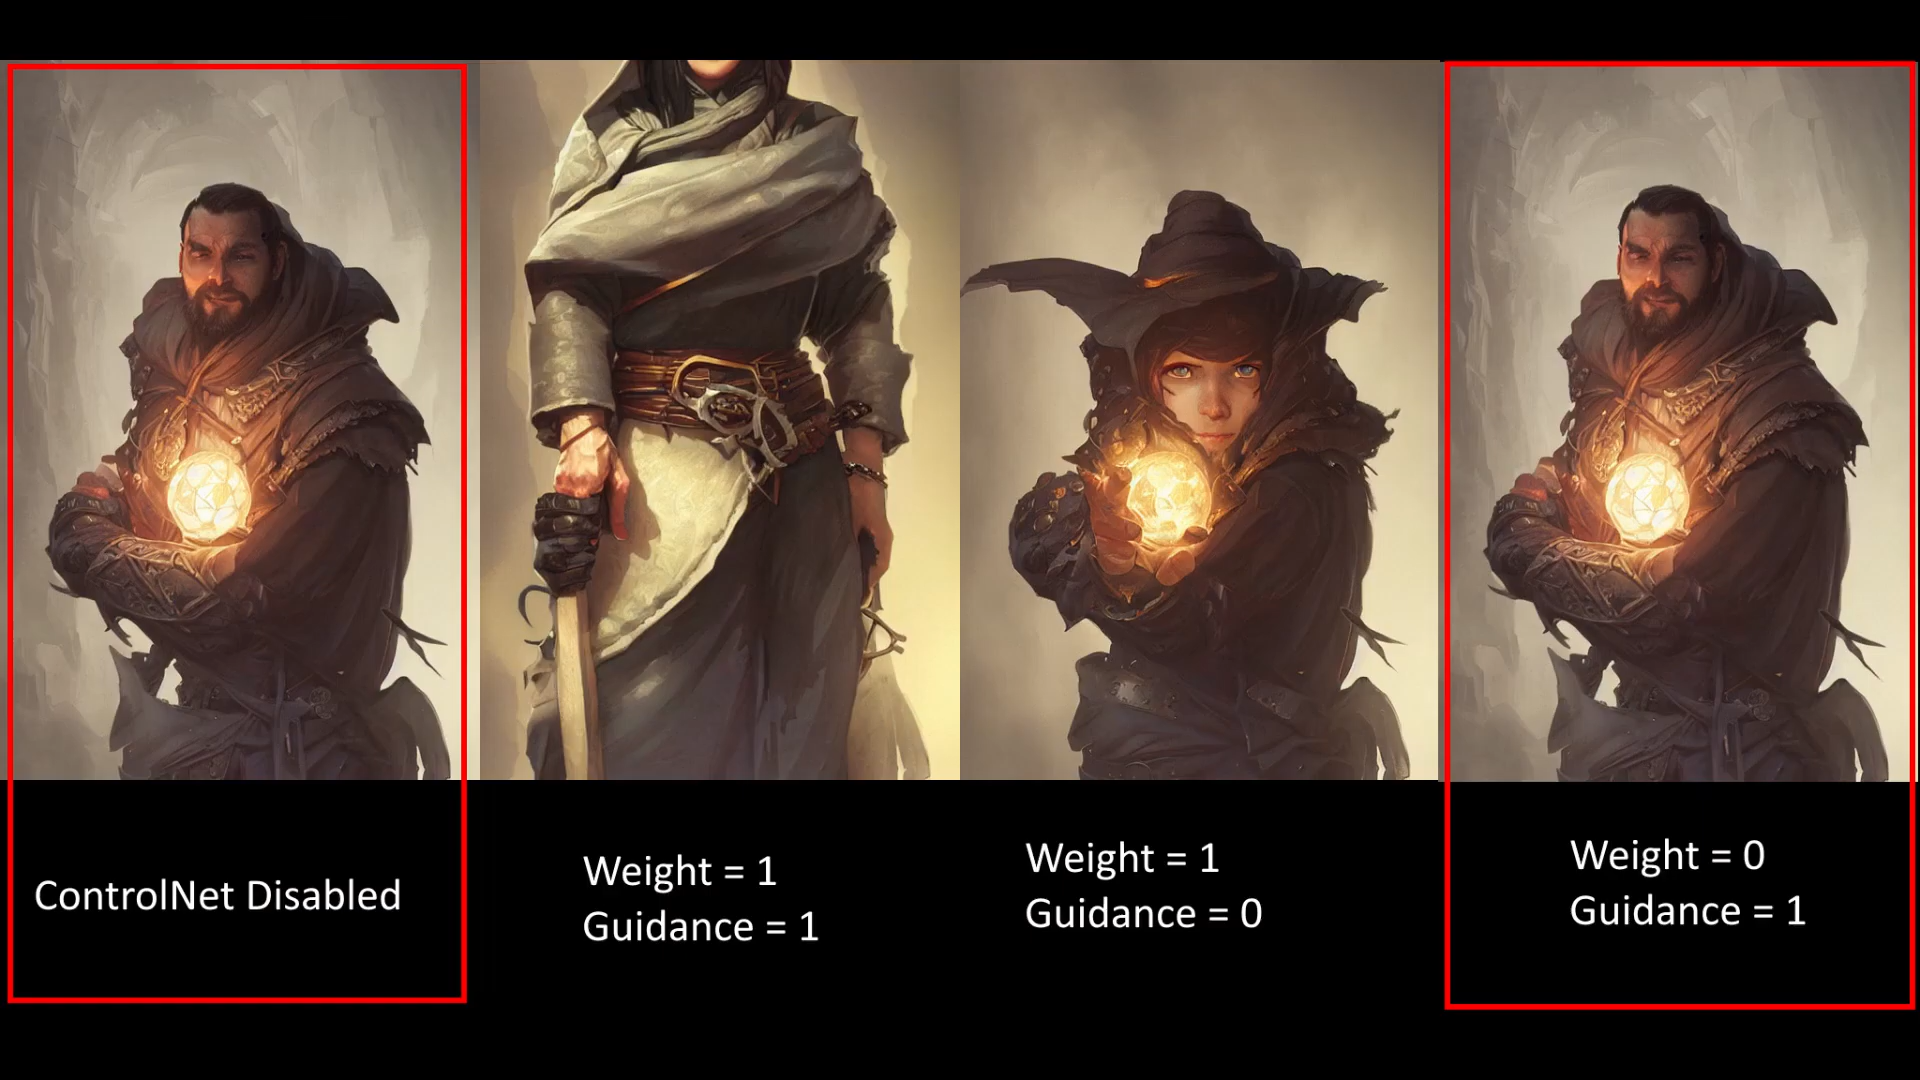 ControlNet Disabled
Weight = 1
Guidance = 1
Weight = 1
Guidance = 0
Weight = 0
Guidance = 1